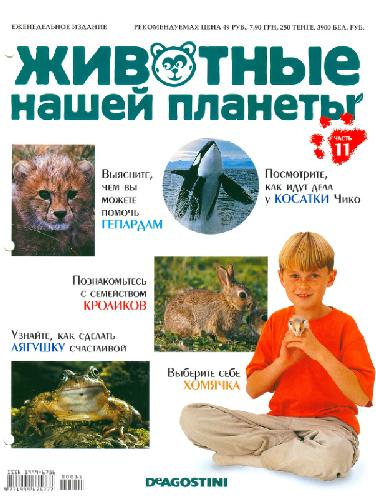 ЕЖЕНЕДЕЛЬНОЕ ИЗДАНИЕ
РЕКОМЕНДУЕМАЯ ЦЕНА 49 РУБ., 7,90 ГРН, 250 ТЕНГЕ, 3900 БЕЛ. РУБ.
ЖИВОТНЫЕ
НАШЕЙ ПЛАНЕТЫ
ЧАСТЬ
11
Выясните,
чем вы
можете
помочь
ГЕПАРДАМ
Посмотрите,
как идут дела
у КОСАТКИ Чико
Познакомьтесь
с семейством
КРОЛИКОВ
Узнайте, как сделать
ЛЯГУШКУ счастливой
Выберите себе
ХОМЯЧКА
DeAGOSTINI